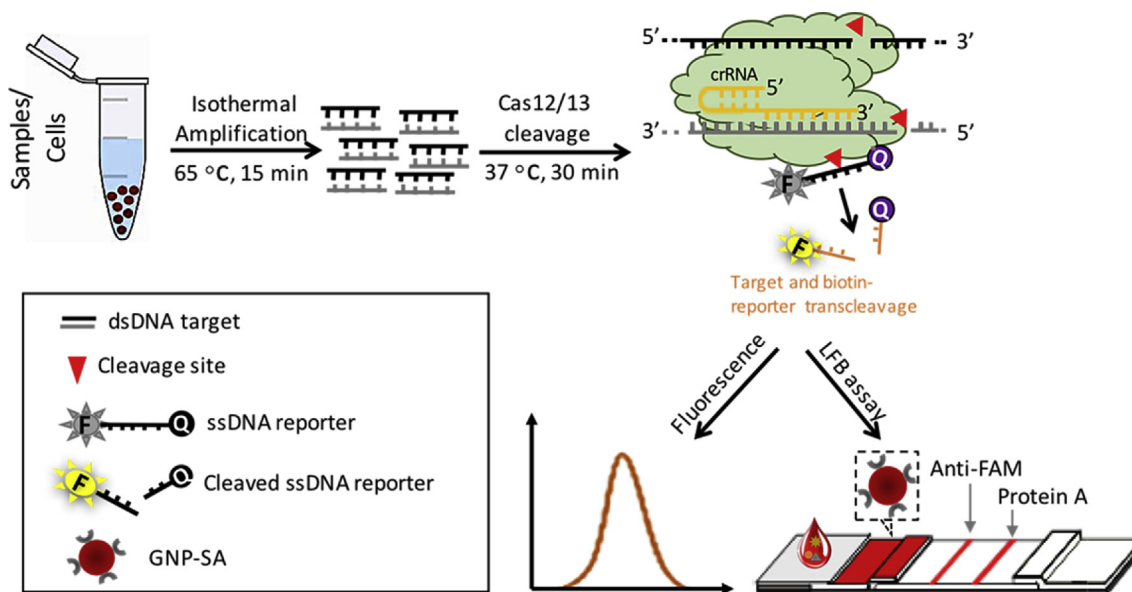 Samples/
Cells
Isothermal
Amplification
65 °C, 15 min
Cas12/13
cleavage
37 °C, 30 min
5’
3’
crRNA
5’
3’
3’
5’
Q
F
Q
F
Target and biotin-
reporter transcleavage
dsDNA target
Cleavage site
F
Q
ssDNA reporter
F
Q
Cleaved ssDNA reporter
GNP-SA
Fluorescence
LFB assay
Anti-FAM
Protein A